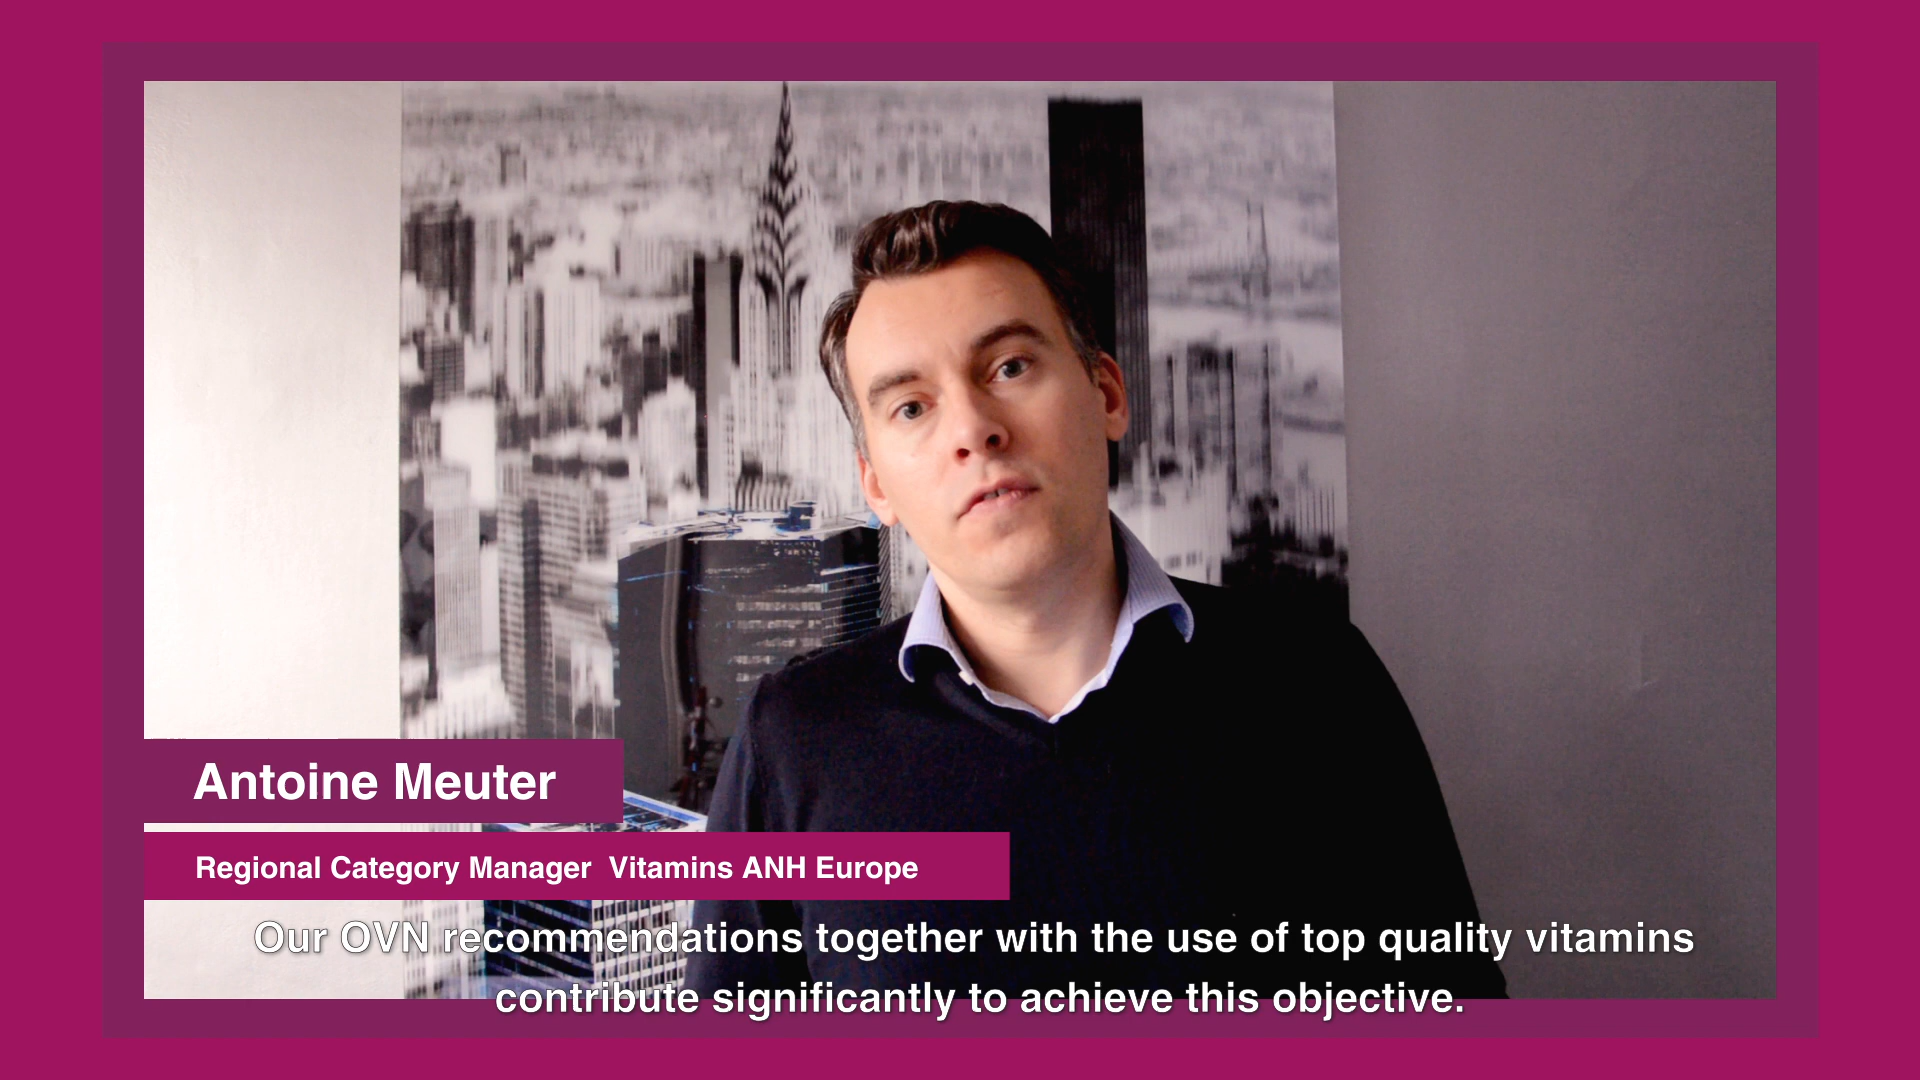 Antoine Meuter
Regional Category Manager  Vitamins ANH Europe
Our OVN recommendations together with the use of top quality vitamins
contribute significantly to achieve this objective.